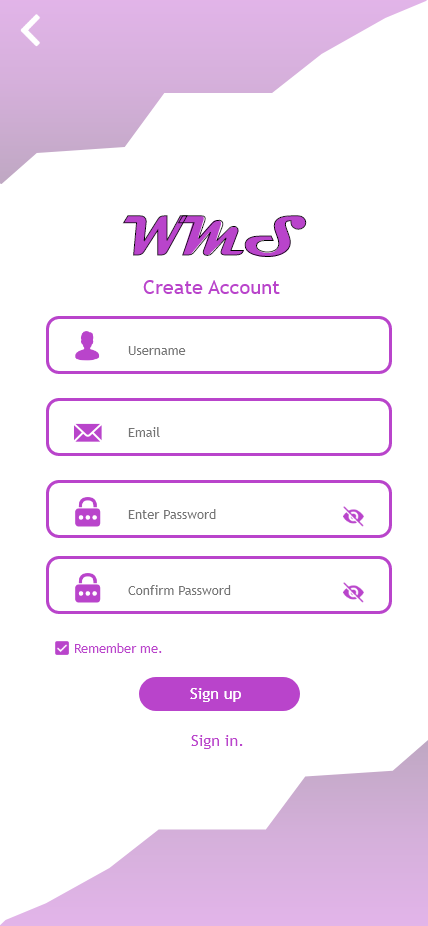 WMS
Create Account
Username
Email
Enter Password
Confirm Password
Remember me.
Sign up
Sign in.